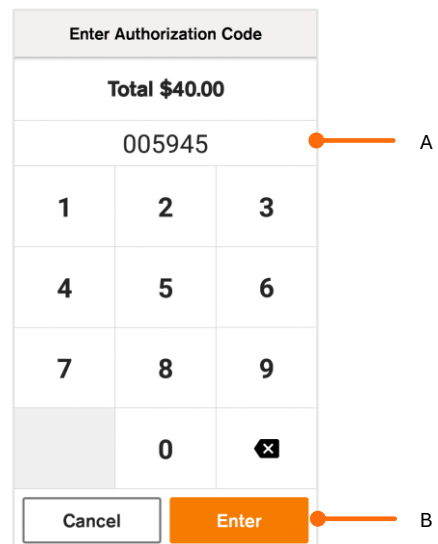 Enter Authorization Code
Total $40.00
005945 A
1 2 3
4 5 6
7 8 9
0
Cancel Enter B